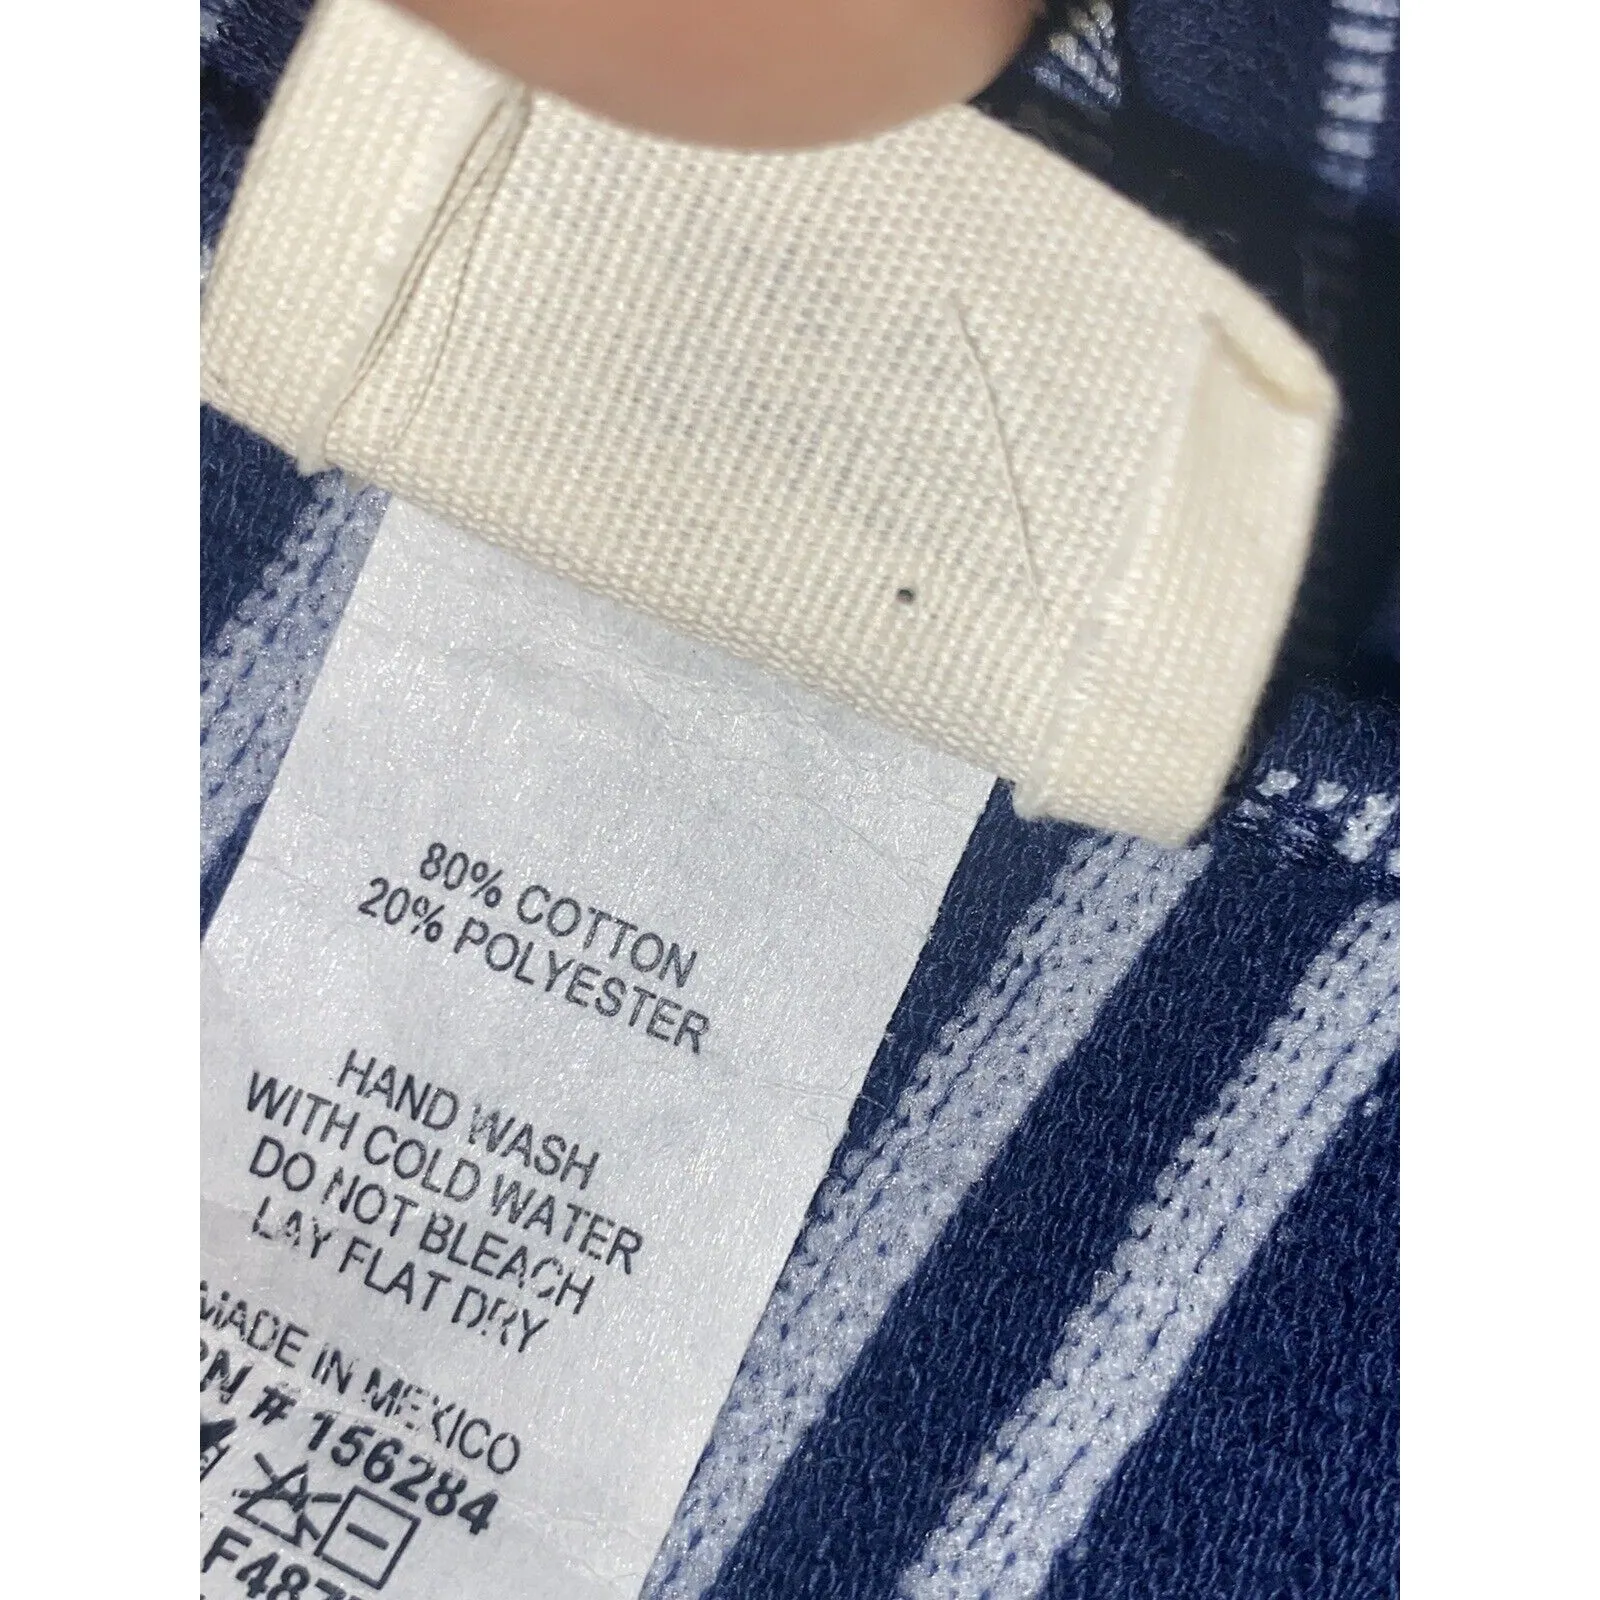 80% COTTON
20% POLYESTER
HAND WASH
WITH COLD WATER
DO NOT BLEACH
LAY FLAT DRY
MADE IN MEXICO
RN # 156284